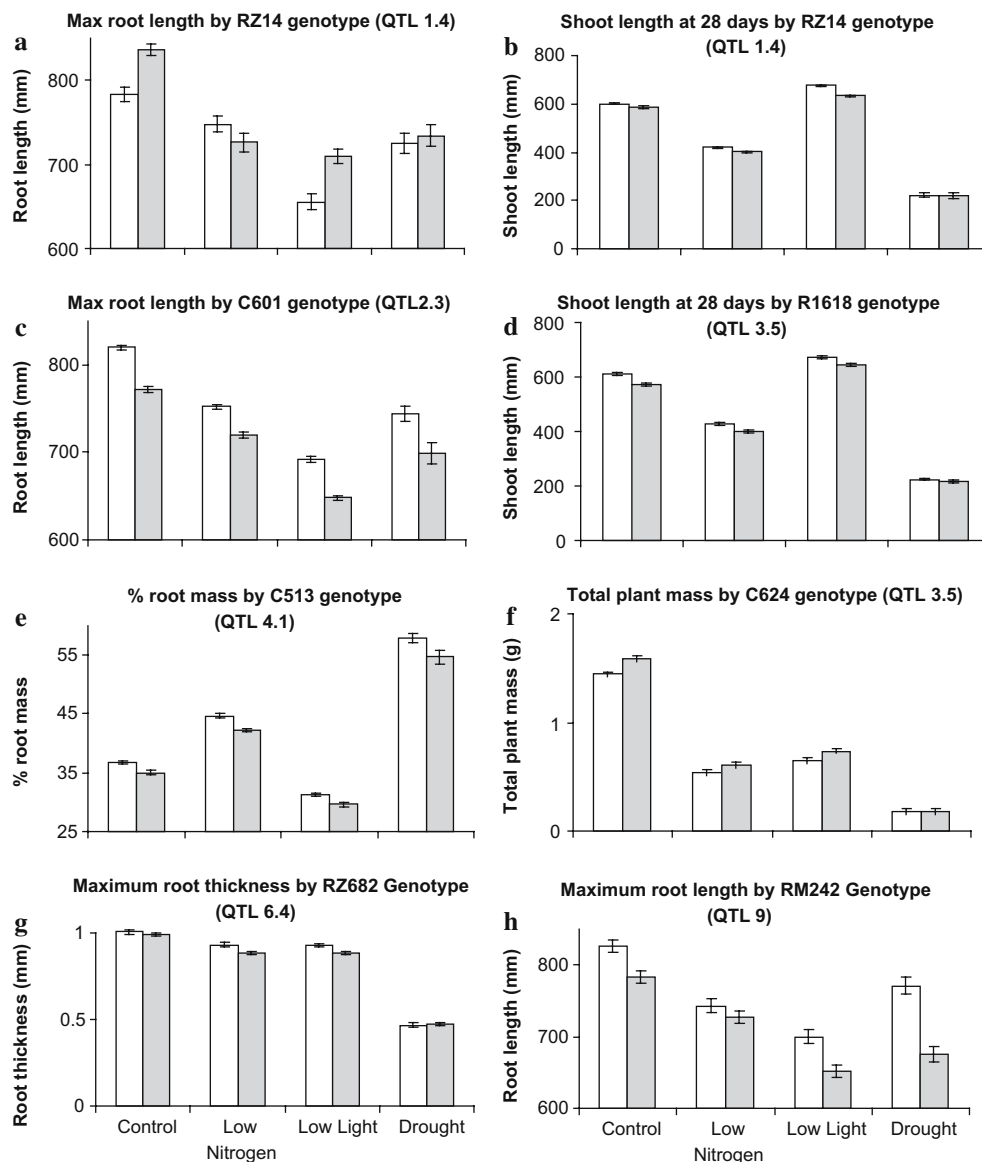 Max root length by RZ14 genotype (QTL 1.4)
a
Root length (mm)
800
700
600
Shoot length at 28 days by RZ14 genotype
(QTL 1.4)
b
Shoot length (mm)
800
600
400
200
0
Max root length by C601 genotype (QTL2.3)
c
Root length (mm)
800
700
600
Shoot length at 28 days by R1618 genotype
(QTL 3.5)
d
Shoot length (mm)
800
600
400
200
0
% root mass by C513 genotype
(QTL 4.1)
e
% root mass
55
45
35
25
Total plant mass by C624 genotype (QTL 3.5)
f
Total plant mass (g)
2
1
0
Maximum root thickness by RZ682 Genotype
(QTL 6.4)
g
Root thickness (mm)
1
0.5
0
Control
Low
Nitrogen
Low Light
Drought
Maximum root length by RM242 Genotype
(QTL 9)
h
Root length (mm)
800
700
600
Control
Low
Nitrogen
Low Light
Drought